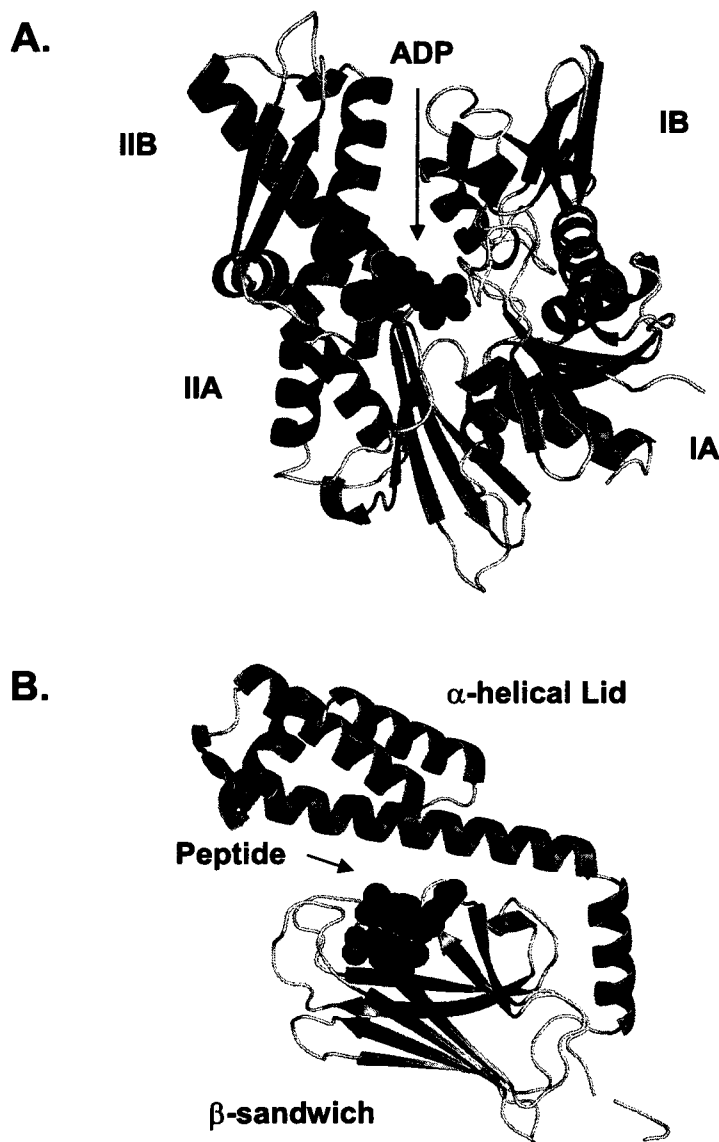 A.
ADP
IIB
IB
IIA
IA
B.
α-helical Lid
Peptide
β-sandwich